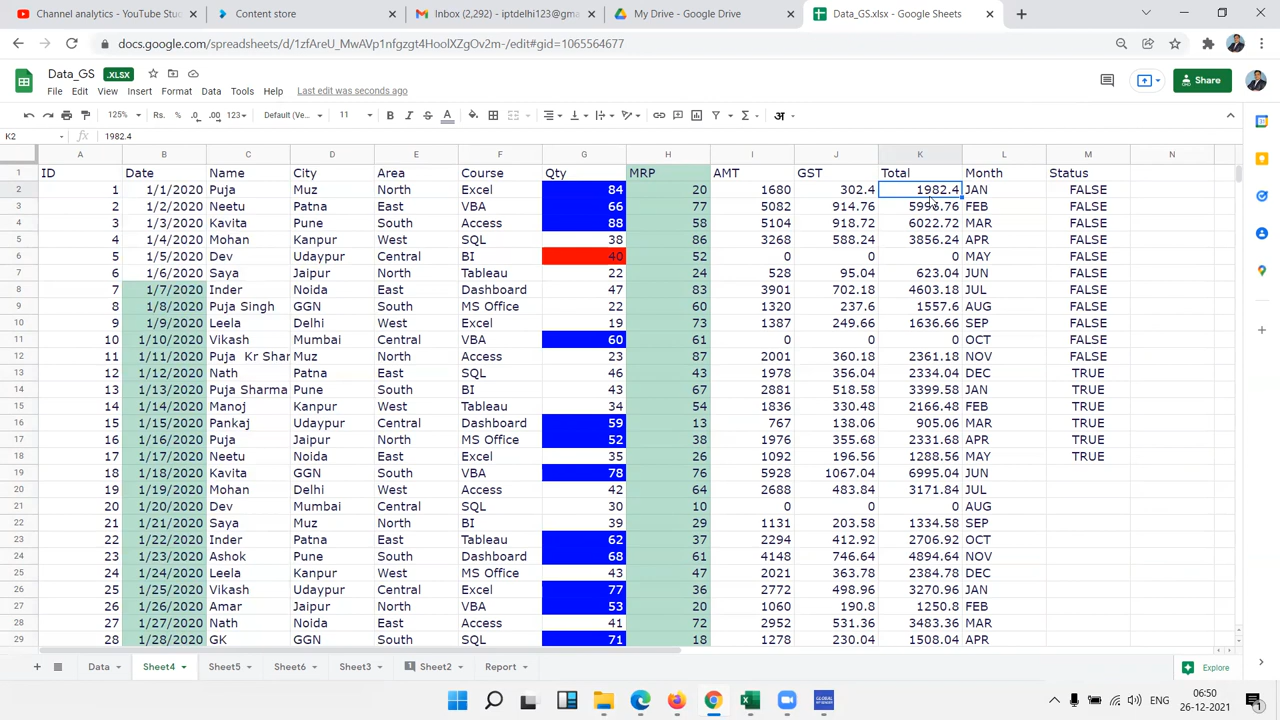 Channel analytics - YouTube Stu
Content store
Inbox (2,292) - iptdelhi123@gm
My Drive - Google Drive
Data_GS.xlsx - Google Sheets
docs.google.com/spreadsheets/d/1zfAreU_MwAVp1nfgzgt4HoolXZgOv2m-/edit#gid=1065564677
Data_GS .XLSX
File Edit View Insert Format Data Tools Help Last edit was seconds ago
Share
125% Rs. % .0 .00 123 Default (Ve... 11 B I S A अ
K2 fx 1982.4
A B C D E F G H I J K L M N
1 ID Date Name City Area Course Qty MRP AMT GST Total Month Status
2 1 1/1/2020 Puja Muz North Excel 84 20 1680 302.4 1982.4 JAN FALSE
3 2 1/2/2020 Neetu Patna East VBA 66 77 5082 914.76 5996.76 FEB FALSE
4 3 1/3/2020 Kavita Pune South Access 88 58 5104 918.72 6022.72 MAR FALSE
5 4 1/4/2020 Mohan Kanpur West SQL 38 86 3268 588.24 3856.24 APR FALSE
6 5 1/5/2020 Dev Udaypur Central BI 40 52 0 0 0 MAY FALSE
7 6 1/6/2020 Saya Jaipur North Tableau 22 24 528 95.04 623.04 JUN FALSE
8 7 1/7/2020 Inder Noida East Dashboard 47 83 3901 702.18 4603.18 JUL FALSE
9 8 1/8/2020 Puja Singh GGN South MS Office 22 60 1320 237.6 1557.6 AUG FALSE
10 9 1/9/2020 Leela Delhi West Excel 19 73 1387 249.66 1636.66 SEP FALSE
11 10 1/10/2020 Vikash Mumbai Central VBA 60 61 0 0 0 OCT FALSE
12 11 1/11/2020 Puja Kr Shar Muz North Access 23 87 2001 360.18 2361.18 NOV FALSE
13 12 1/12/2020 Nath Patna East SQL 46 43 1978 356.04 2334.04 DEC TRUE
14 13 1/13/2020 Puja Sharma Pune South BI 43 67 2881 518.58 3399.58 JAN TRUE
15 14 1/14/2020 Manoj Kanpur West Tableau 34 54 1836 330.48 2166.48 FEB TRUE
16 15 1/15/2020 Pankaj Udaypur Central Dashboard 59 13 767 138.06 905.06 MAR TRUE
17 16 1/16/2020 Puja Jaipur North MS Office 52 38 1976 355.68 2331.68 APR TRUE
18 17 1/17/2020 Neetu Noida East Excel 35 26 1092 196.56 1288.56 MAY TRUE
19 18 1/18/2020 Kavita GGN South VBA 78 76 5928 1067.04 6995.04 JUN
20 19 1/19/2020 Mohan Delhi West Access 42 64 2688 483.84 3171.84 JUL
21 20 1/20/2020 Dev Mumbai Central SQL 30 10 0 0 0 AUG
22 21 1/21/2020 Saya Muz North BI 39 29 1131 203.58 1334.58 SEP
23 22 1/22/2020 Inder Patna East Tableau 62 37 2294 412.92 2706.92 OCT
24 23 1/23/2020 Ashok Pune South Dashboard 68 61 4148 746.64 4894.64 NOV
25 24 1/24/2020 Leela Kanpur West MS Office 43 47 2021 363.78 2384.78 DEC
26 25 1/25/2020 Vikash Udaypur Central Excel 77 36 2772 498.96 3270.96 JAN
27 26 1/26/2020 Amar Jaipur North VBA 53 20 1060 190.8 1250.8 FEB
28 27 1/27/2020 Nath Noida East Access 41 72 2952 531.36 3483.36 MAR
29 28 1/28/2020 GK GGN South SQL 71 18 1278 230.04 1508.04 APR
Data Sheet4 Sheet5 Sheet6 Sheet3 1 Sheet2 Report Explore
ENG 06:50
26-12-2021